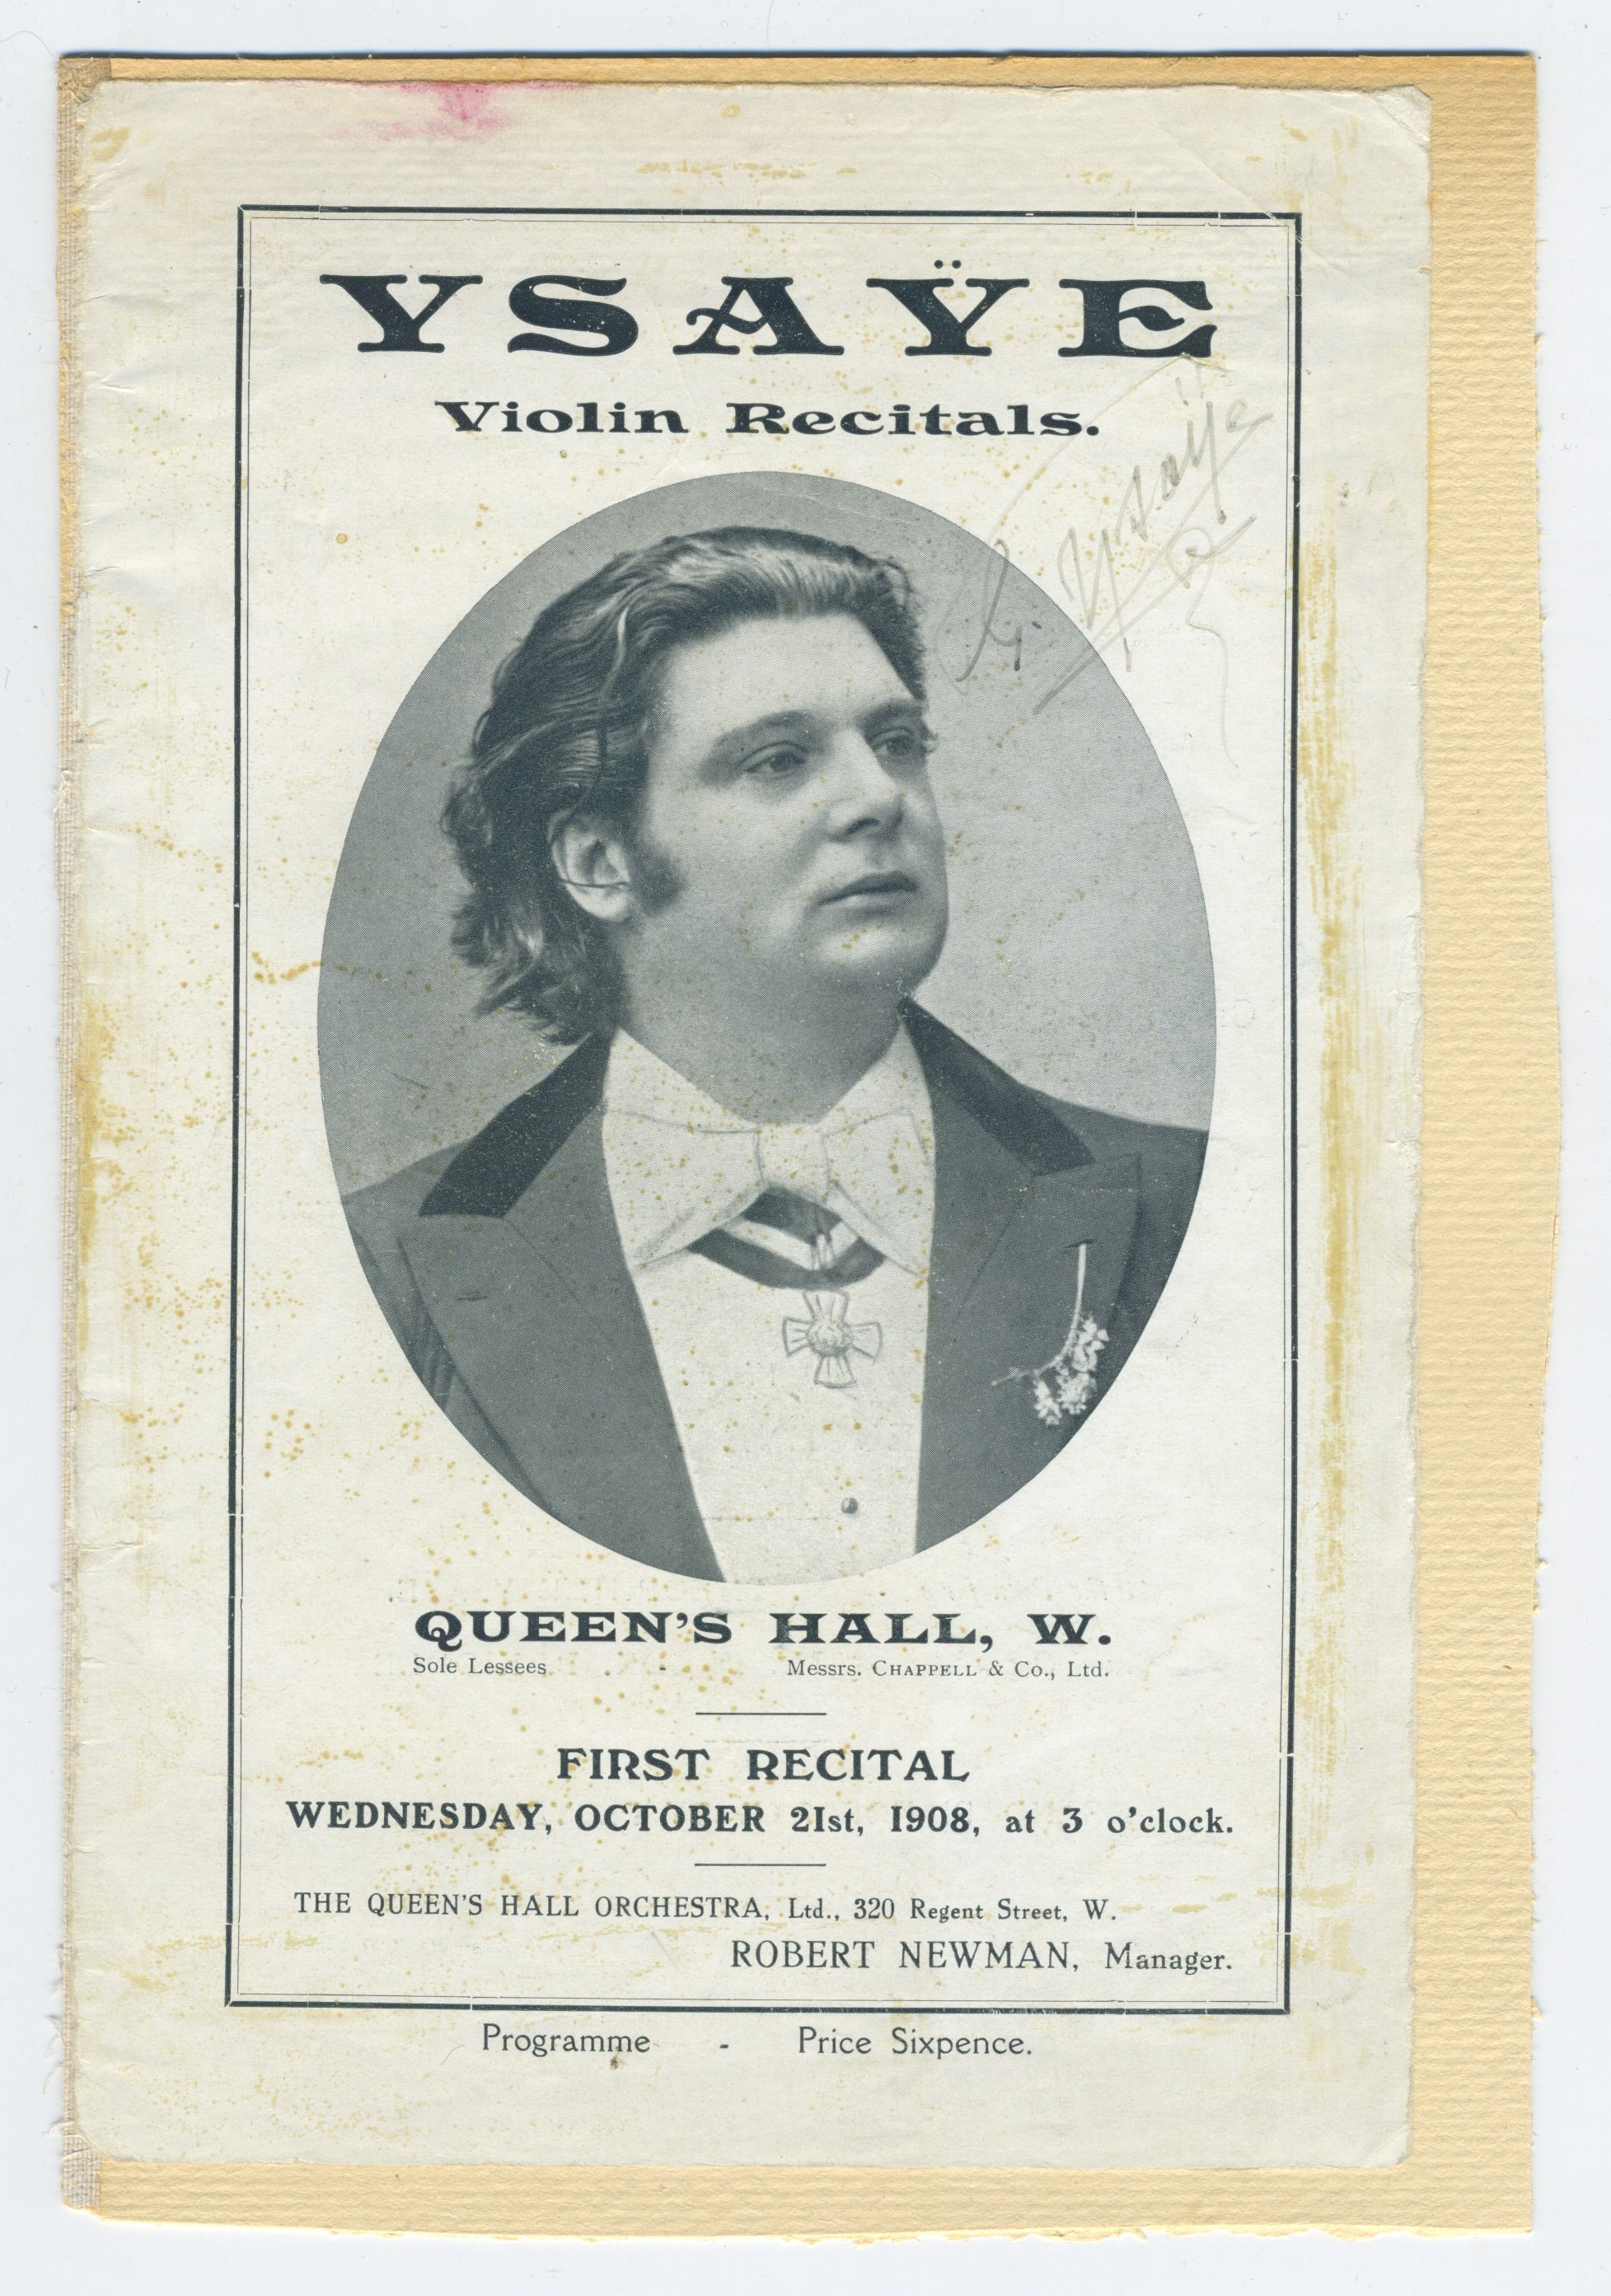 YSAŸE
Violin Recitals.
E. Ysaÿe
QUEEN'S HALL, W.
Sole Lessees - Messrs. CHAPPELL & Co., Ltd.
FIRST RECITAL
WEDNESDAY, OCTOBER 21st, 1908, at 3 o'clock.
THE QUEEN'S HALL ORCHESTRA, Ltd., 320 Regent Street, W.
ROBERT NEWMAN, Manager.
Programme - Price Sixpence.